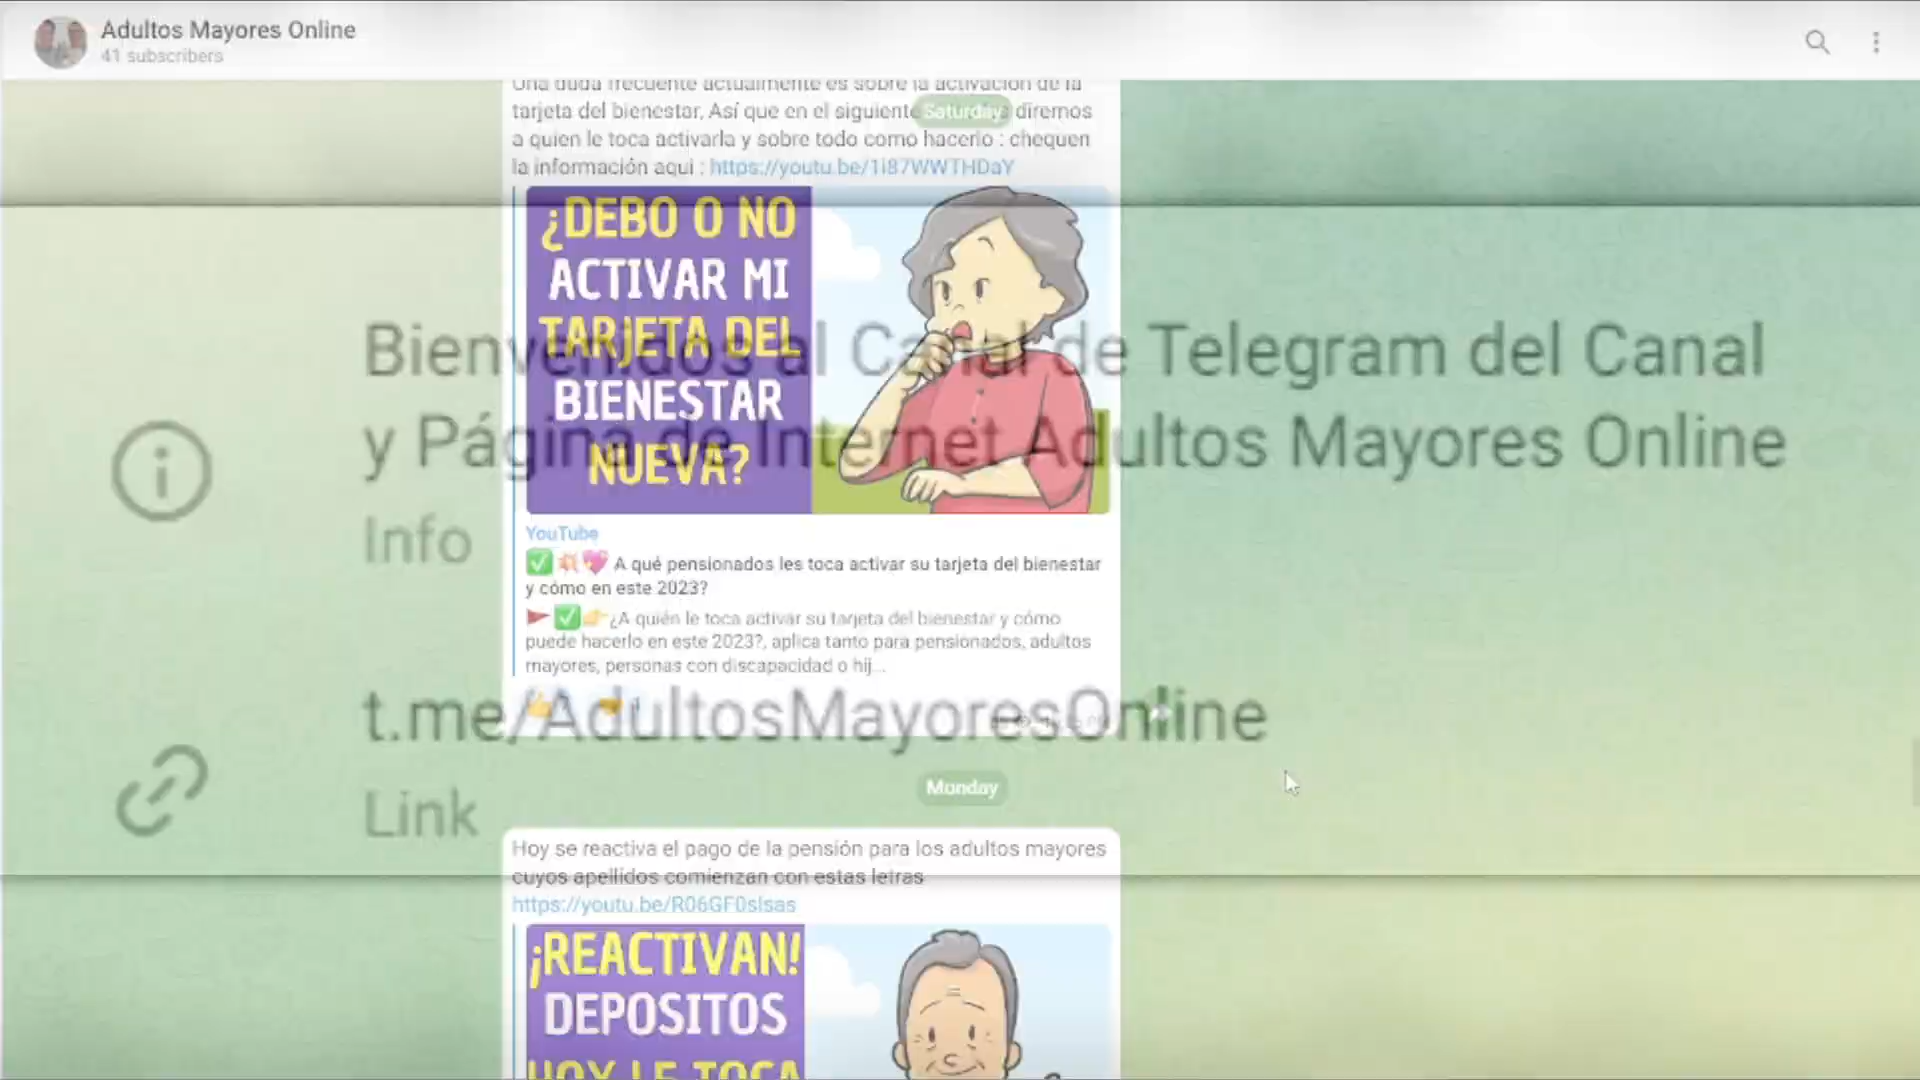 Adultos Mayores Online
41 subscribers
Una duda frecuente actualmente es sobre la activación de la
tarjeta del bienestar, Así que en el siguiente diremos
Saturday
a quien le toca activarla y sobre todo como hacerlo : chequen
la información aqui : https://youtu.be/1i87WWTHDaY
¿DEBO O NO
ACTIVAR MI
TARJETA DEL
BIENESTAR
NUEVA?
Bienvenidos al Canal de Telegram del Canal
y Página de Internet Adultos Mayores Online
Info
YouTube
A qué pensionados les toca activar su tarjeta del bienestar
y cómo en este 2023?
¿A quién le toca activar su tarjeta del bienestar y cómo
puede hacerlo en este 2023?, aplica tanto para pensionados, adultos
mayores, personas con discapacidad o hij...
t.me/AdultosMayoresOnline
Link
Monday
Hoy se reactiva el pago de la pensión para los adultos mayores
cuyos apellidos comienzan con estas letras
https://youtu.be/R06GF0sIsas
¡REACTIVAN!
DEPOSITOS
HOY LE TOCA